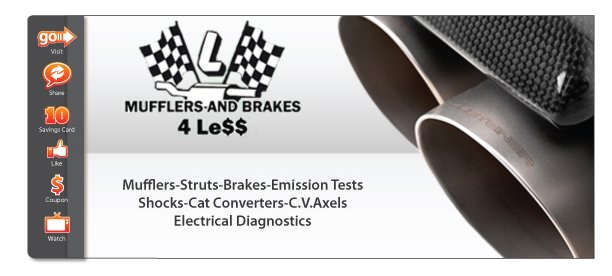 go
Visit
Share
10
Savings Card
Like
$
Coupon
Watch
L
MUFFLERS AND BRAKES
4 Le$$
Mufflers-Struts-Brakes-Emission Tests
Shocks-Cat Converters-C.V.Axels
Electrical Diagnostics